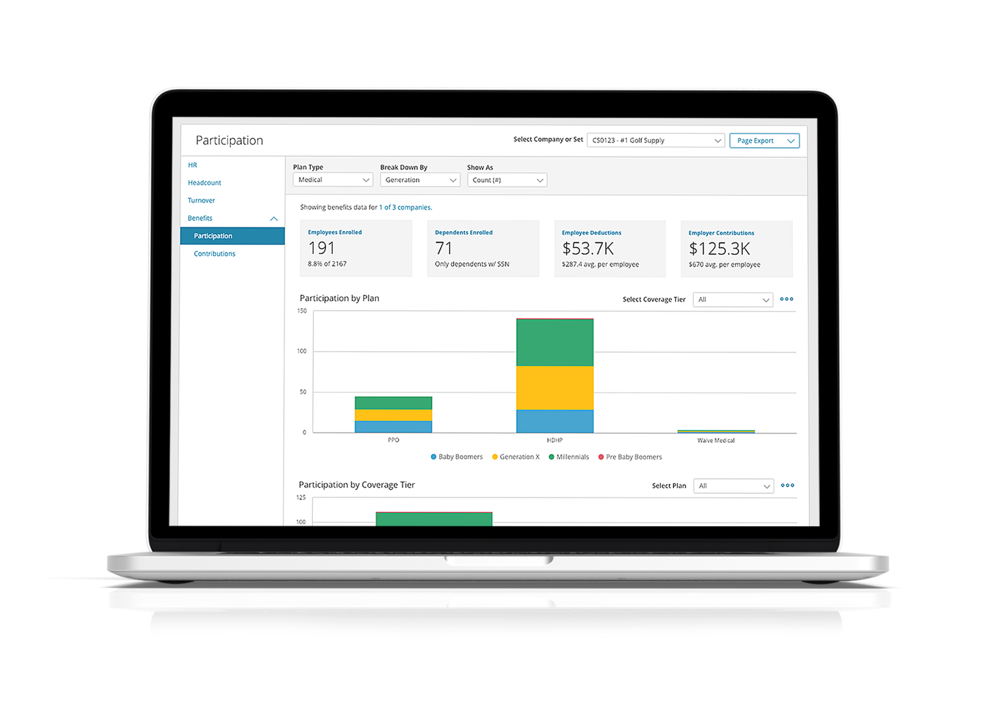 Participation
Select Company or Set
CS0123 - #1 Golf Supply
Page Export
HR
Headcount
Turnover
Benefits
Participation
Contributions
Plan Type
Medical
Break Down By
Generation
Show As
Count (#)
Showing benefits data for 1 of 3 companies.
Employees Enrolled
191
8.8% of 2167
Dependents Enrolled
71
Only dependents w/ SSN
Employee Deductions
$53.7K
$287.4 avg. per employee
Employer Contributions
$125.3K
$670 avg. per employee
Participation by Plan
Select Coverage Tier
All
150
100
50
0
PPO
HDHP
Waive Medical
Baby Boomers
Generation X
Millennials
Pre Baby Boomers
Participation by Coverage Tier
Select Plan
All
125
100